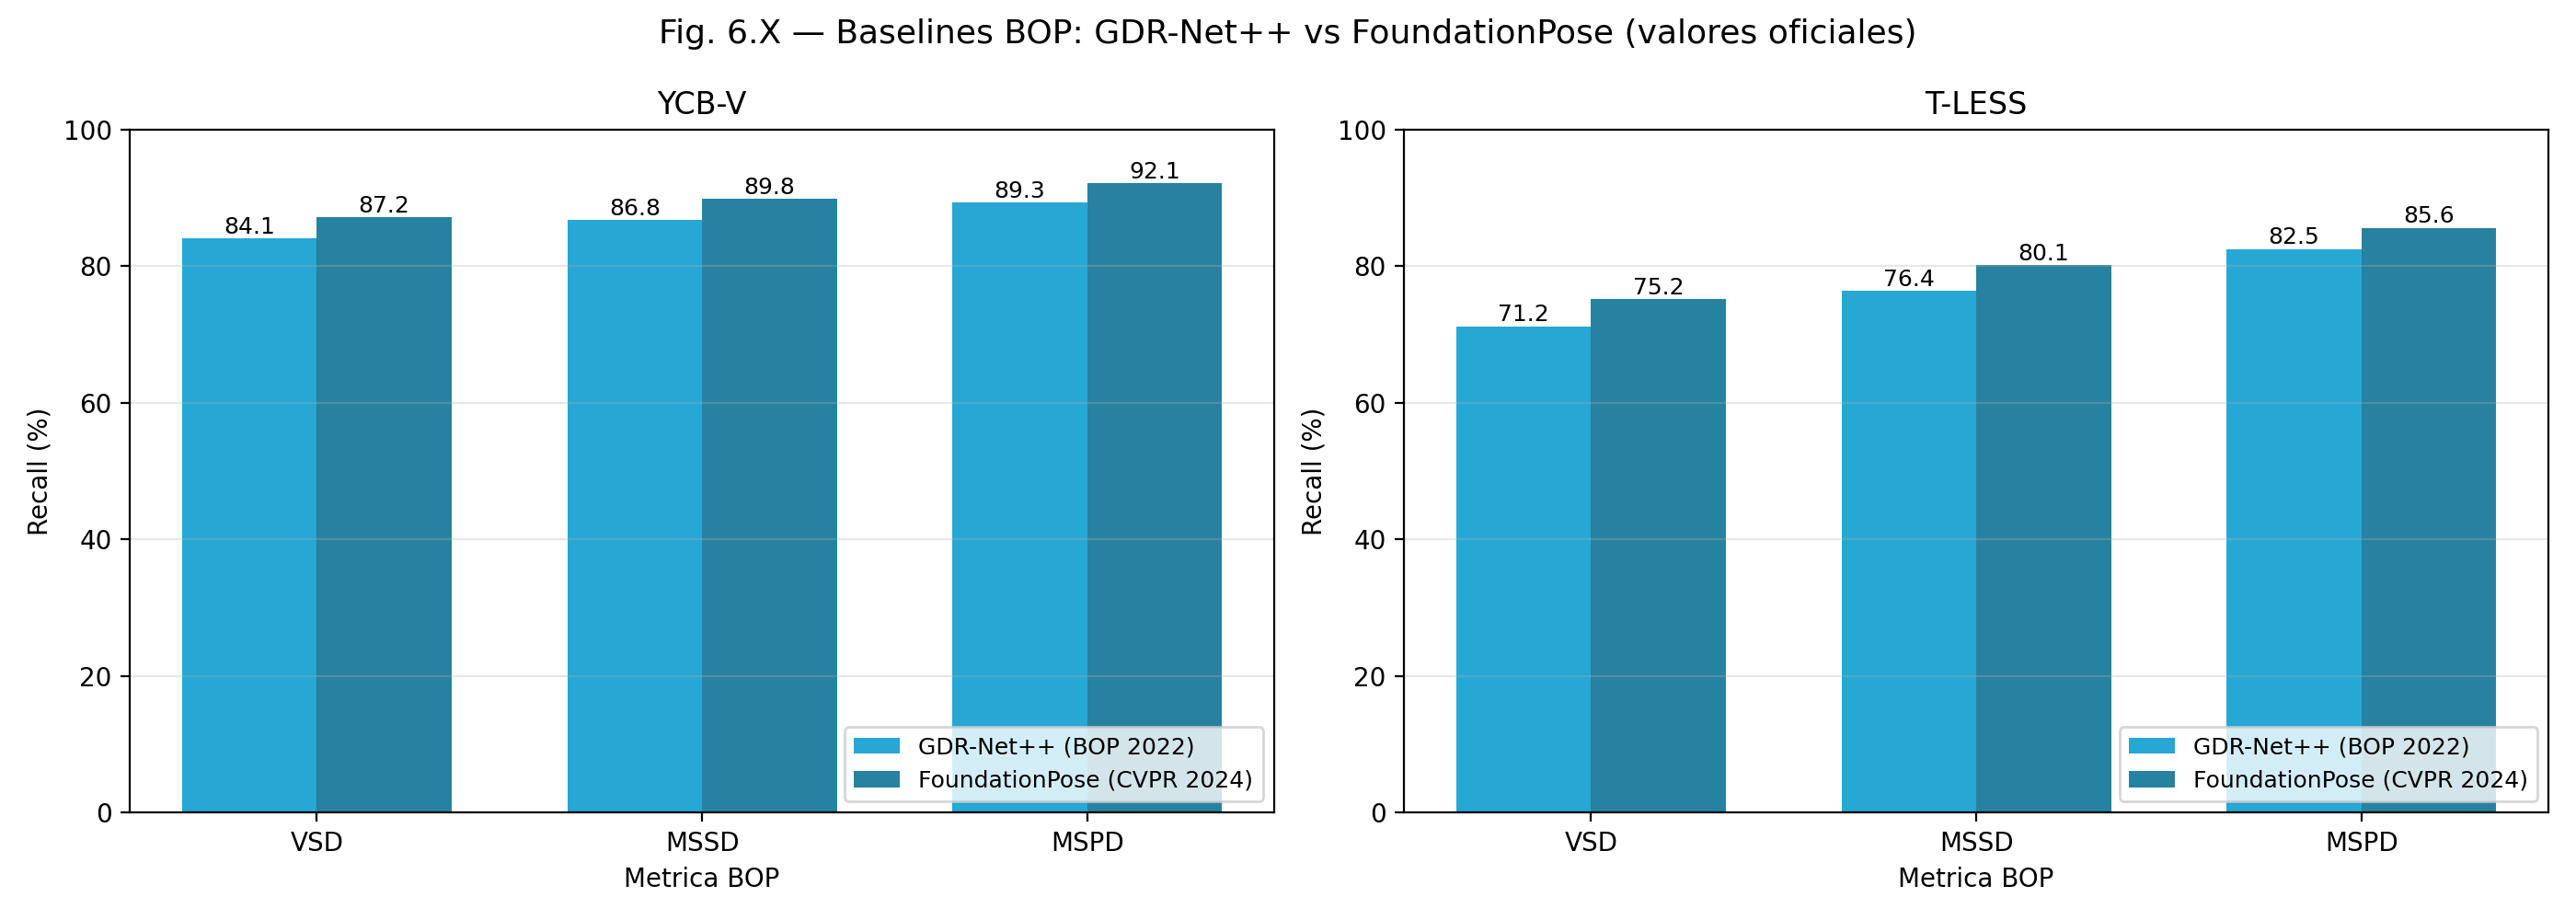 Fig. 6.X — Baselines BOP: GDR-Net++ vs FoundationPose (valores oficiales)
YCB-V
100
80
60
40
20
0
Recall (%)
84.1
87.2
86.8
89.8
89.3
92.1
GDR-Net++ (BOP 2022)
FoundationPose (CVPR 2024)
VSD
MSSD
MSPD
Metrica BOP
T-LESS
100
80
60
40
20
0
Recall (%)
71.2
75.2
76.4
80.1
82.5
85.6
GDR-Net++ (BOP 2022)
FoundationPose (CVPR 2024)
VSD
MSSD
MSPD
Metrica BOP